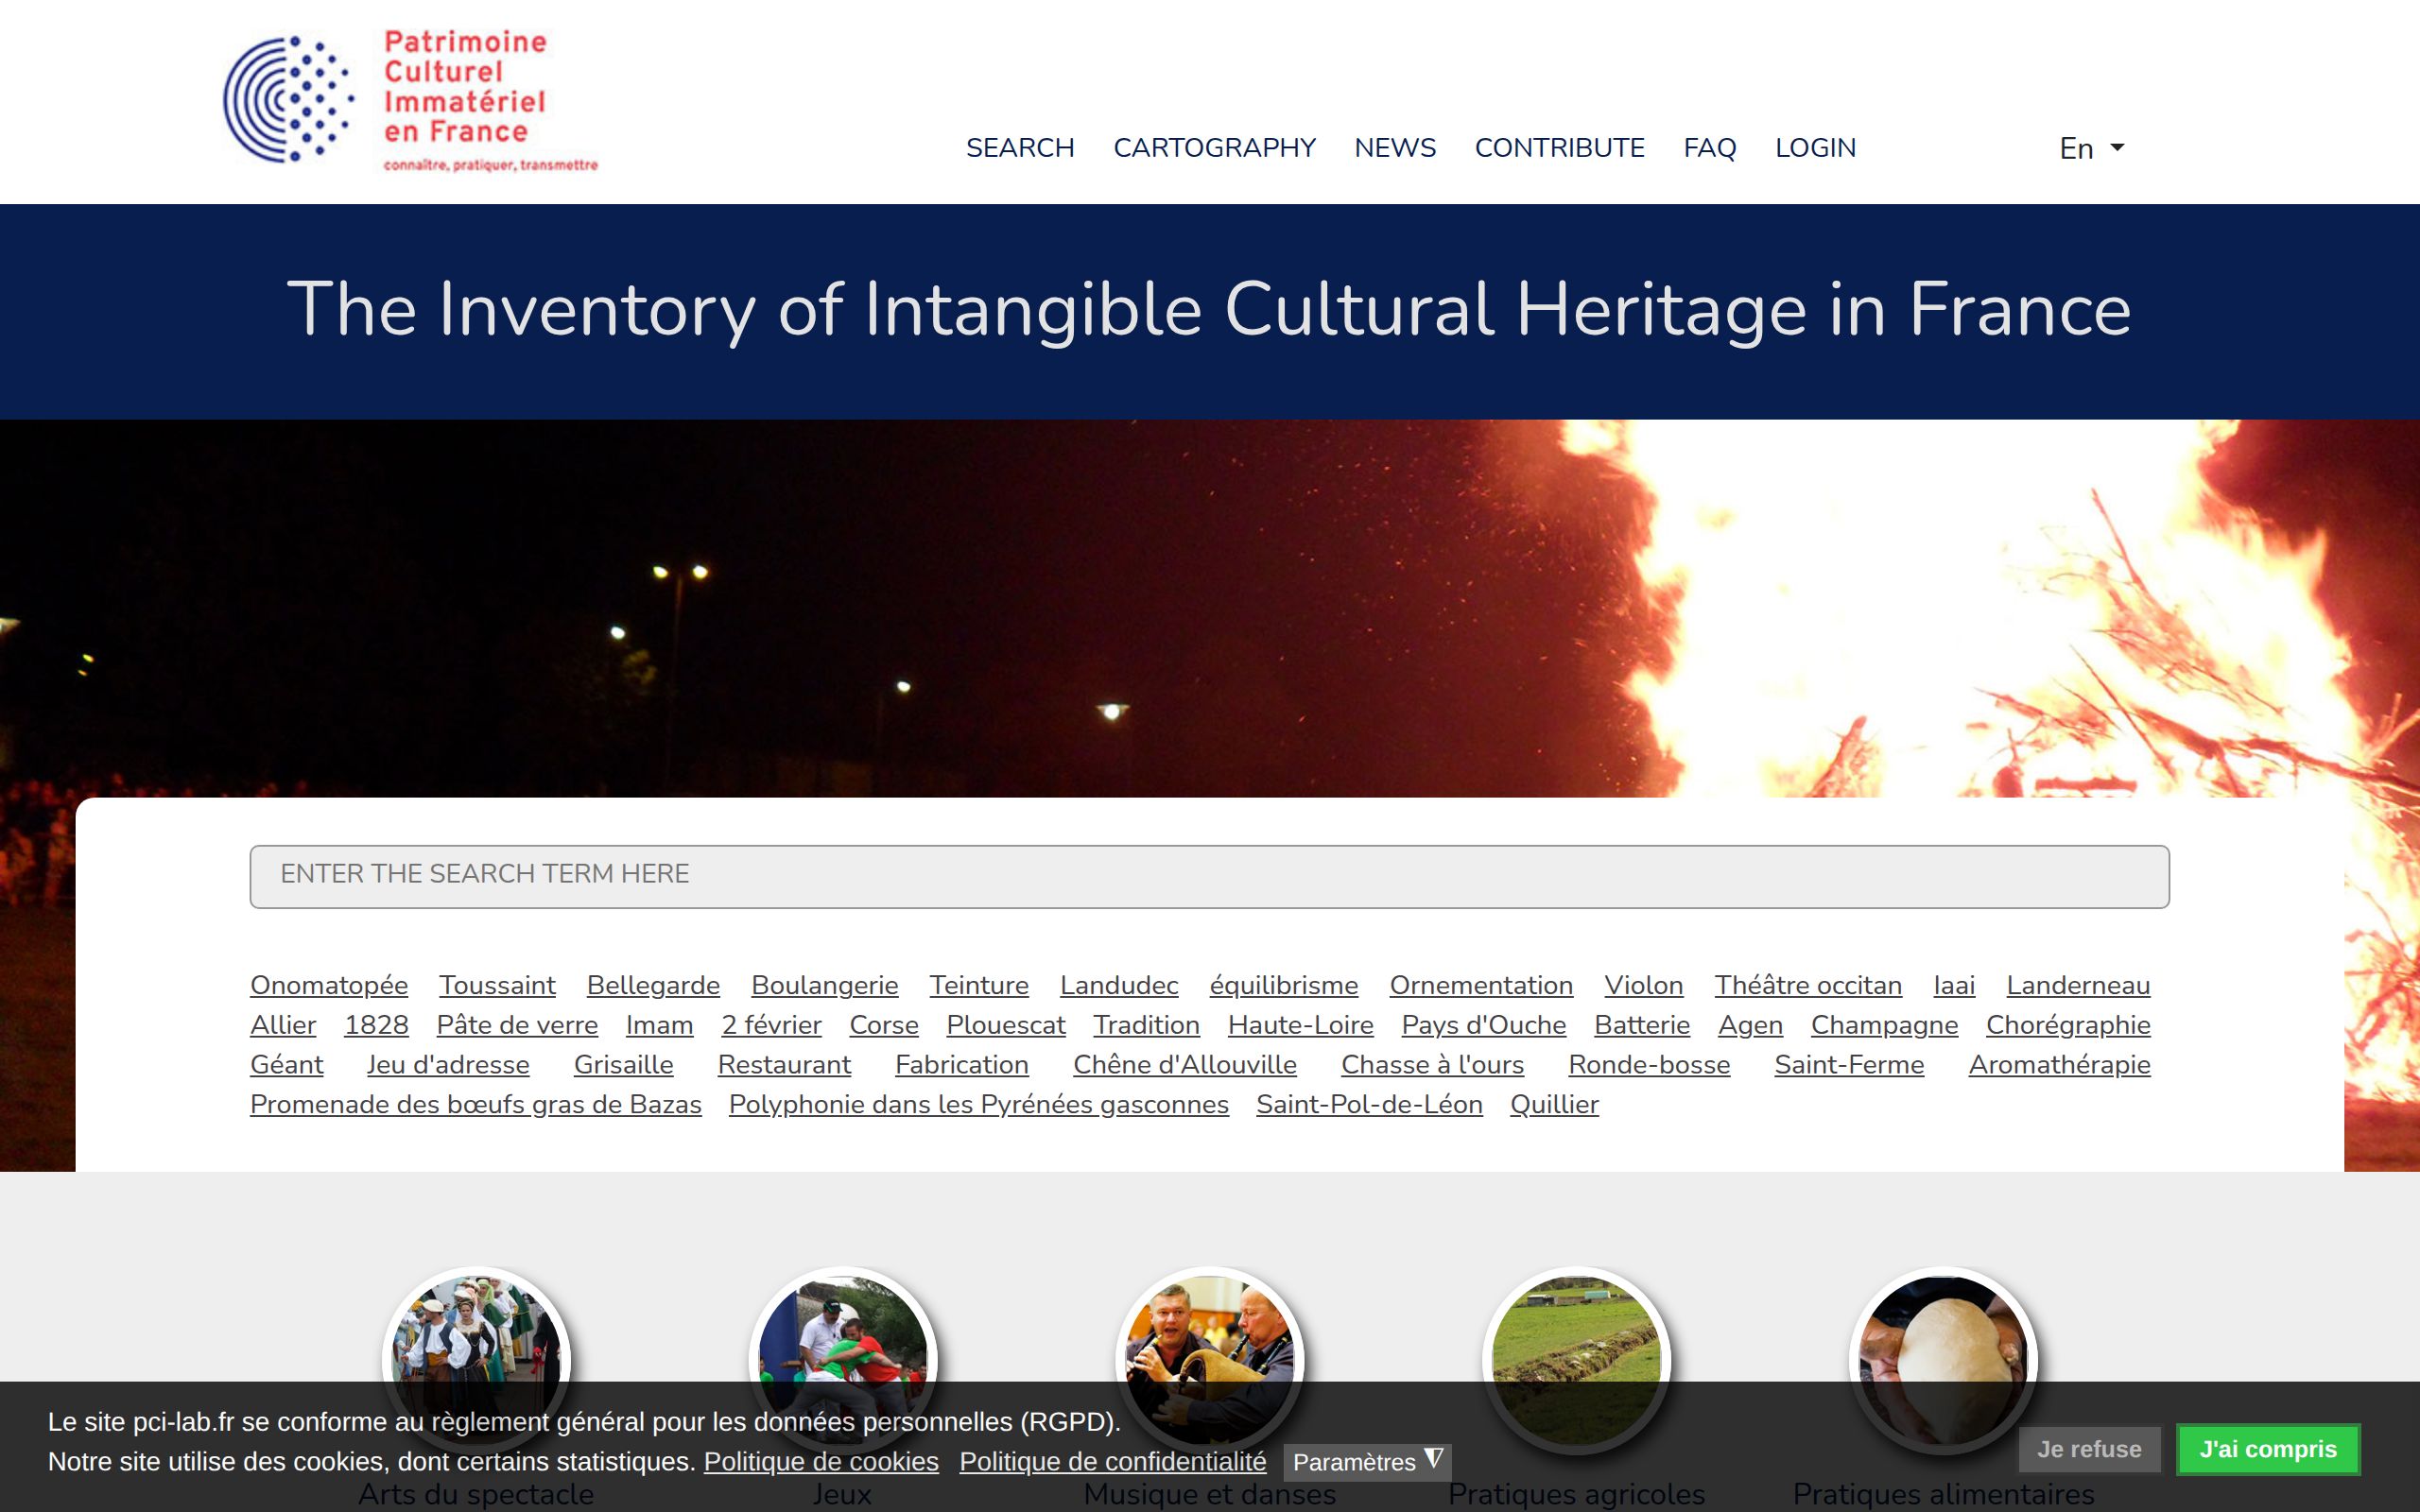 Patrimoine
Culturel
Immatériel
en France
connaître, pratiquer, transmettre
SEARCH CARTOGRAPHY NEWS CONTRIBUTE FAQ LOGIN En
The Inventory of Intangible Cultural Heritage in France
ENTER THE SEARCH TERM HERE
Onomatopée Toussaint Bellegarde Boulangerie Teinture Landudec équilibrisme Ornementation Violon Théâtre occitan Iaai Landerneau
Allier 1828 Pâte de verre Imam 2 février Corse Plouescat Tradition Haute-Loire Pays d'Ouche Batterie Agen Champagne Chorégraphie
Géant Jeu d'adresse Grisaille Restaurant Fabrication Chêne d'Allouville Chasse à l'ours Ronde-bosse Saint-Ferme Aromathérapie
Promenade des bœufs gras de Bazas Polyphonie dans les Pyrénées gasconnes Saint-Pol-de-Léon Quillier
Le site pci-lab.fr se conforme au règlement général pour les données personnelles (RGPD).
Notre site utilise des cookies, dont certains statistiques. Politique de cookies Politique de confidentialité Paramètres
Je refuse J'ai compris
Arts du spectacle Jeux Musique et danses Pratiques agricoles Pratiques alimentaires